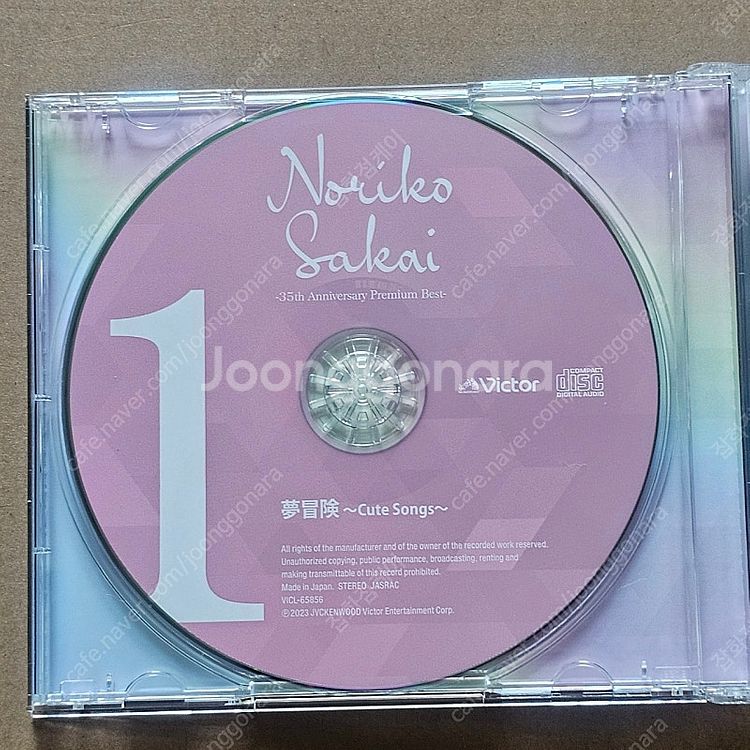 Noriko
Sakai
-35th Anniversary Premium Best-
1
Joonggonara
Victor
COMPACT
disc
DIGITAL AUDIO
夢冒険 ～Cute Songs～
All rights of the manufacturer and of the owner of the recorded work reserved.
Unauthorized copying, public performance, broadcasting, renting and
making transmittable of this record prohibited.
Made in Japan. STEREO JASRAC
VICL-65856
Ⓟ2023 JVCKENWOOD Victor Entertainment Corp.
cafe.naver.com/joonggonara